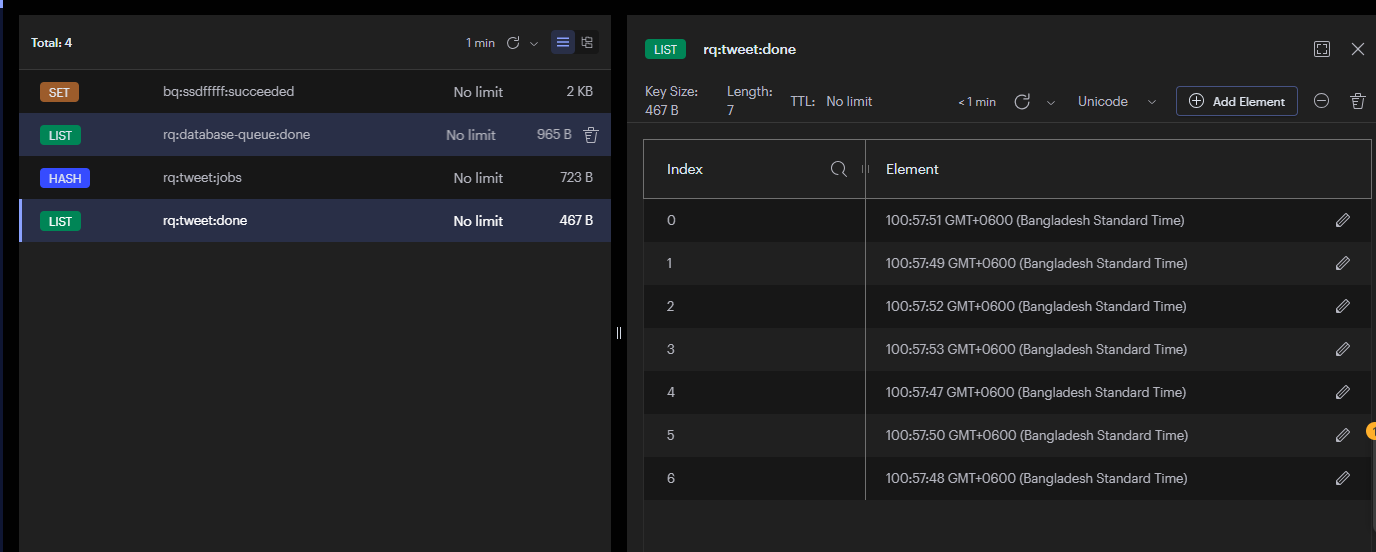 Total: 4
1 min
SET bq:ssdfffff:succeeded No limit 2 KB
LIST rq:database-queue:done No limit 965 B
HASH rq:tweet:jobs No limit 723 B
LIST rq:tweet:done No limit 467 B
LIST rq:tweet:done
Key Size: 467 B
Length: 7
TTL: No limit
< 1 min
Unicode
Add Element
Index Element
0 100:57:51 GMT+0600 (Bangladesh Standard Time)
1 100:57:49 GMT+0600 (Bangladesh Standard Time)
2 100:57:52 GMT+0600 (Bangladesh Standard Time)
3 100:57:53 GMT+0600 (Bangladesh Standard Time)
4 100:57:47 GMT+0600 (Bangladesh Standard Time)
5 100:57:50 GMT+0600 (Bangladesh Standard Time)
6 100:57:48 GMT+0600 (Bangladesh Standard Time)